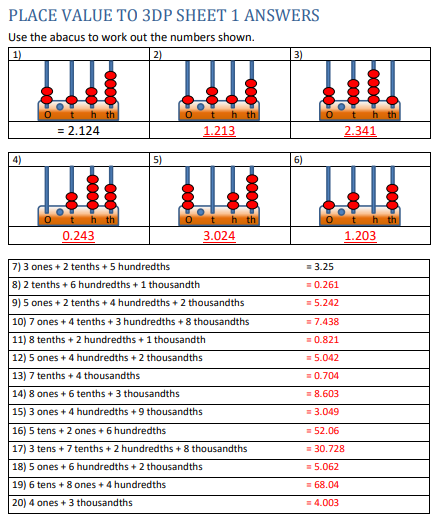 PLACE VALUE TO 3DP SHEET 1 ANSWERS
Use the abacus to work out the numbers shown.
1) 2) 3)
O t h th O t h th O t h th
= 2.124 1.213 2.341
4) 5) 6)
O t h th O t h th O t h th
0.243 3.024 1.203
7) 3 ones + 2 tenths + 5 hundredths = 3.25
8) 2 tenths + 6 hundredths + 1 thousandth = 0.261
9) 5 ones + 2 tenths + 4 hundredths + 2 thousandths = 5.242
10) 7 ones + 4 tenths + 3 hundredths + 8 thousandths = 7.438
11) 8 tenths + 2 hundredths + 1 thousandth = 0.821
12) 5 ones + 4 hundredths + 2 thousandths = 5.042
13) 7 tenths + 4 thousandths = 0.704
14) 8 ones + 6 tenths + 3 thousandths = 8.603
15) 3 ones + 4 hundredths + 9 thousandths = 3.049
16) 5 tens + 2 ones + 6 hundredths = 52.06
17) 3 tens + 7 tenths + 2 hundredths + 8 thousandths = 30.728
18) 5 ones + 6 hundredths + 2 thousandths = 5.062
19) 6 tens + 8 ones + 4 hundredths = 68.04
20) 4 ones + 3 thousandths = 4.003